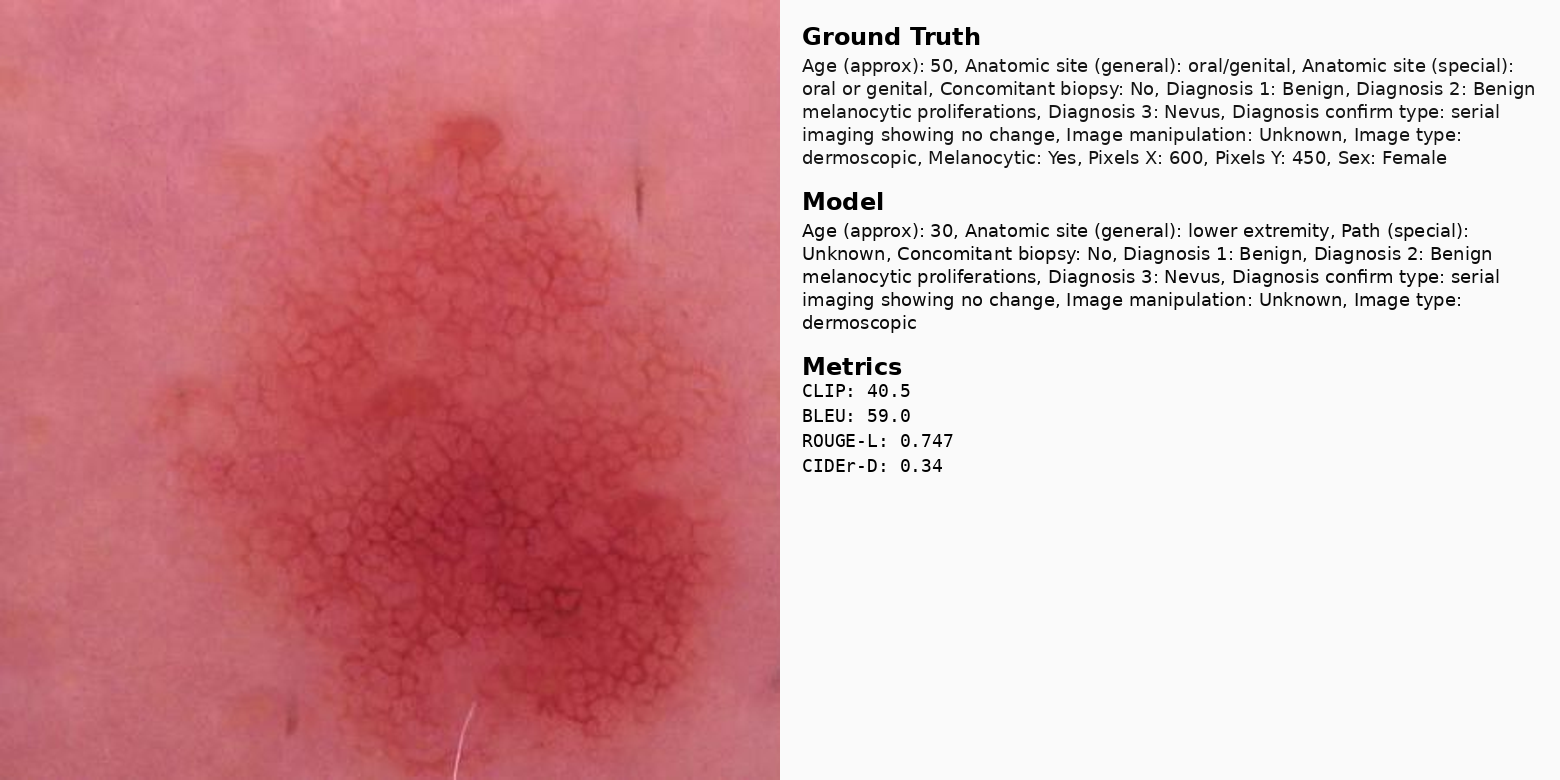 Ground Truth
Age (approx): 50, Anatomic site (general): oral/genital, Anatomic site (special):
oral or genital, Concomitant biopsy: No, Diagnosis 1: Benign, Diagnosis 2: Benign
melanocytic proliferations, Diagnosis 3: Nevus, Diagnosis confirm type: serial
imaging showing no change, Image manipulation: Unknown, Image type:
dermoscopic, Melanocytic: Yes, Pixels X: 600, Pixels Y: 450, Sex: Female
Model
Age (approx): 30, Anatomic site (general): lower extremity, Path (special):
Unknown, Concomitant biopsy: No, Diagnosis 1: Benign, Diagnosis 2: Benign
melanocytic proliferations, Diagnosis 3: Nevus, Diagnosis confirm type: serial
imaging showing no change, Image manipulation: Unknown, Image type:
dermoscopic
Metrics
CLIP: 40.5
BLEU: 59.0
ROUGE-L: 0.747
CIDEr-D: 0.34